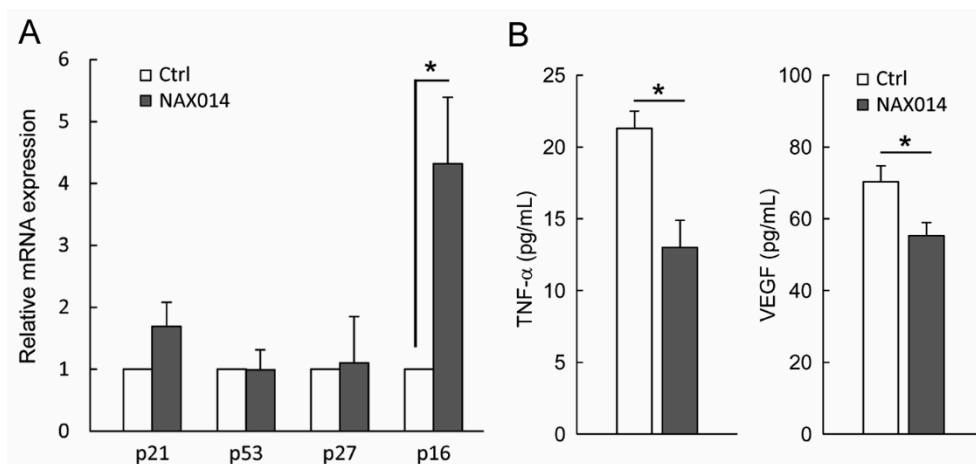 A
Relative mRNA expression
6
5
4
3
2
1
0
Ctrl
NAX014
*
p21
p53
p27
p16
B
TNF-α (pg/mL)
25
20
15
10
5
0
*
VEGF (pg/mL)
100
80
60
40
20
0
Ctrl
NAX014
*